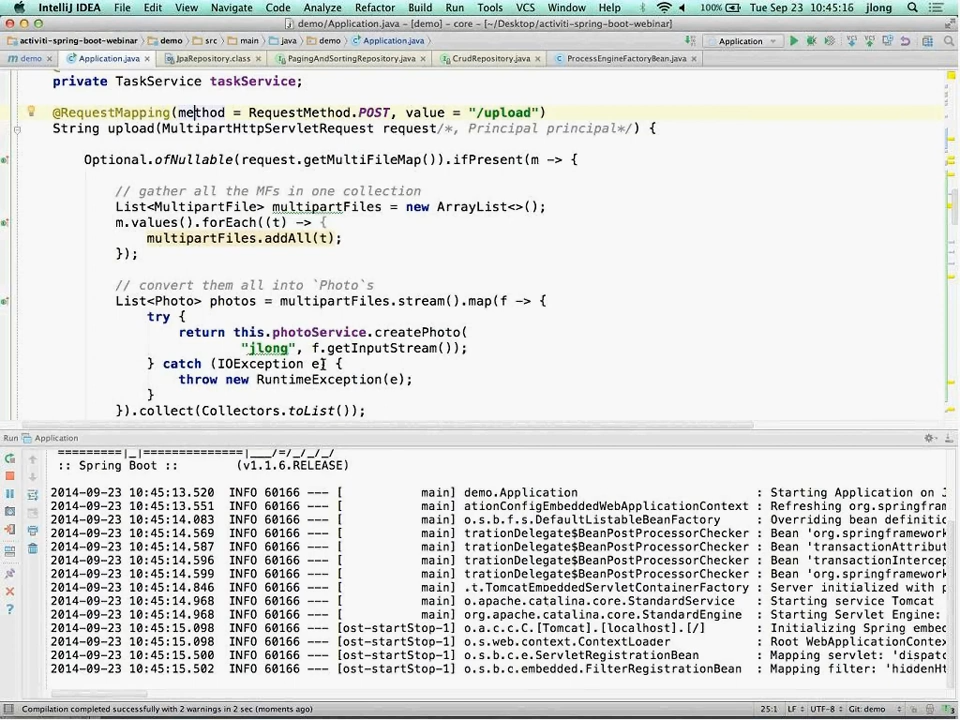 IntelliJ IDEA File Edit View Navigate Code Analyze Refactor Build Run Tools VCS Window Help 100% Tue Sep 23 10:45:16 jlong
demo/Application.java - [demo] - core - [~/Desktop/activiti-spring-boot-webinar]
activiti-spring-boot-webinar demo src main java demo Application.java Application
demo Application.java JpaRepository.class PagingAndSortingRepository.java CrudRepository.java ProcessEngineFactoryBean.java
private TaskService taskService;
@RequestMapping(method = RequestMethod.POST, value = "/upload")
String upload(MultipartHttpServletRequest request/*, Principal principal*/) {
Optional.ofNullable(request.getMultiFileMap()).ifPresent(m -> {
// gather all the MFs in one collection
List<MultipartFile> multipartFiles = new ArrayList<>();
m.values().forEach((t) -> {
multipartFiles.addAll(t);
});
// convert them all into `Photo`s
List<Photo> photos = multipartFiles.stream().map(f -> {
try {
return this.photoService.createPhoto(
"jlong", f.getInputStream());
} catch (IOException e) {
throw new RuntimeException(e);
}
}).collect(Collectors.toList());
Run Application
=========|_|==============|___/=/_/_/_/
:: Spring Boot :: (v1.1.6.RELEASE)
2014-09-23 10:45:13.520 INFO 60166 --- [ main] demo.Application : Starting Application on J
2014-09-23 10:45:13.551 INFO 60166 --- [ main] ationConfigEmbeddedWebApplicationContext : Refreshing org.springfram
2014-09-23 10:45:14.083 INFO 60166 --- [ main] o.s.b.f.s.DefaultListableBeanFactory : Overriding bean definitio
2014-09-23 10:45:14.569 INFO 60166 --- [ main] trationDelegate$BeanPostProcessorChecker : Bean 'org.springframework
2014-09-23 10:45:14.587 INFO 60166 --- [ main] trationDelegate$BeanPostProcessorChecker : Bean 'transactionAttribut
2014-09-23 10:45:14.596 INFO 60166 --- [ main] trationDelegate$BeanPostProcessorChecker : Bean 'transactionIntercep
2014-09-23 10:45:14.599 INFO 60166 --- [ main] trationDelegate$BeanPostProcessorChecker : Bean 'org.springframework
2014-09-23 10:45:14.846 INFO 60166 --- [ main] .t.TomcatEmbeddedServletContainerFactory : Server initialized with p
2014-09-23 10:45:14.968 INFO 60166 --- [ main] o.apache.catalina.core.StandardService : Starting service Tomcat
2014-09-23 10:45:14.968 INFO 60166 --- [ main] org.apache.catalina.core.StandardEngine : Starting Servlet Engine:
2014-09-23 10:45:15.098 INFO 60166 --- [ost-startStop-1] o.a.c.c.C.[Tomcat].[localhost].[/] : Initializing Spring embed
2014-09-23 10:45:15.098 INFO 60166 --- [ost-startStop-1] o.s.web.context.ContextLoader : Root WebApplicationContex
2014-09-23 10:45:15.500 INFO 60166 --- [ost-startStop-1] o.s.b.c.e.ServletRegistrationBean : Mapping servlet: 'dispatc
2014-09-23 10:45:15.502 INFO 60166 --- [ost-startStop-1] o.s.b.c.embedded.FilterRegistrationBean : Mapping filter: 'hiddenHt
Compilation completed successfully with 2 warnings in 2 sec (moments ago) 25:1 LF UTF-8 Git: demo